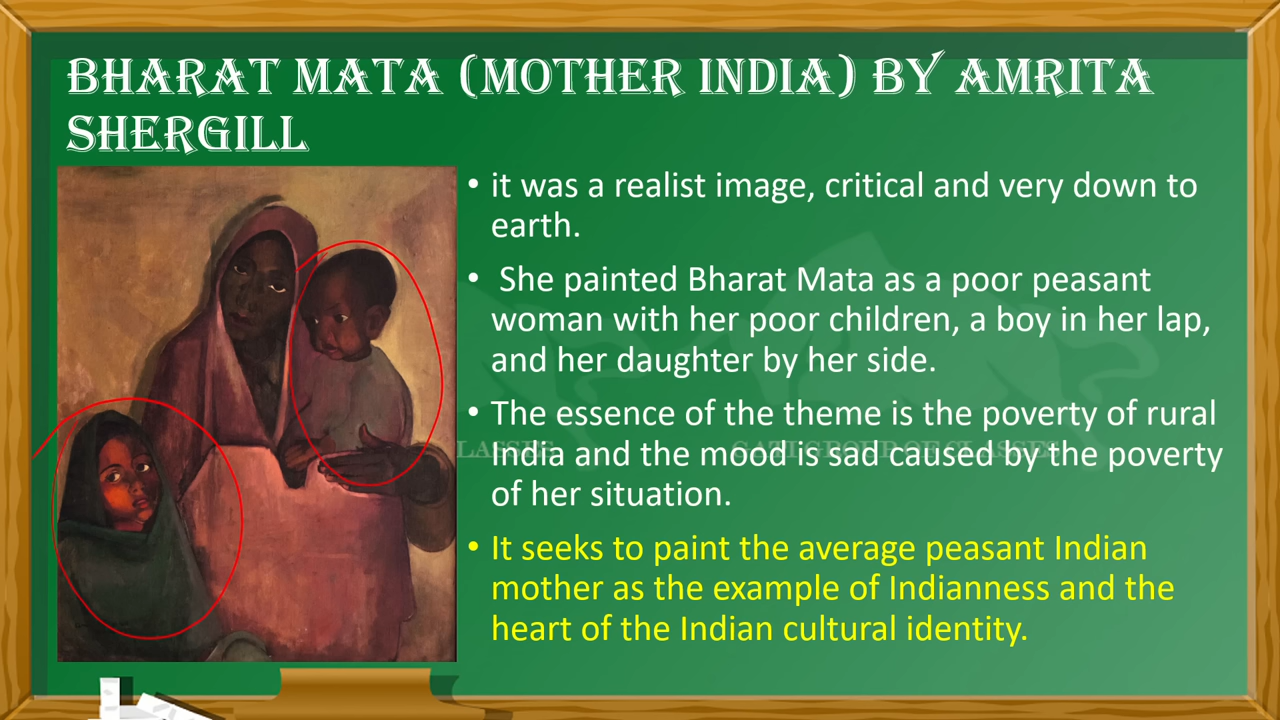 BHARAT MATA (MOTHER INDIA) BY AMRITA
SHERGILL
• it was a realist image, critical and very down to
earth.
• She painted Bharat Mata as a poor peasant
woman with her poor children, a boy in her lap,
and her daughter by her side.
• The essence of the theme is the poverty of rural
India and the mood is sad caused by the poverty
of her situation.
• It seeks to paint the average peasant Indian
mother as the example of Indianness and the
heart of the Indian cultural identity.